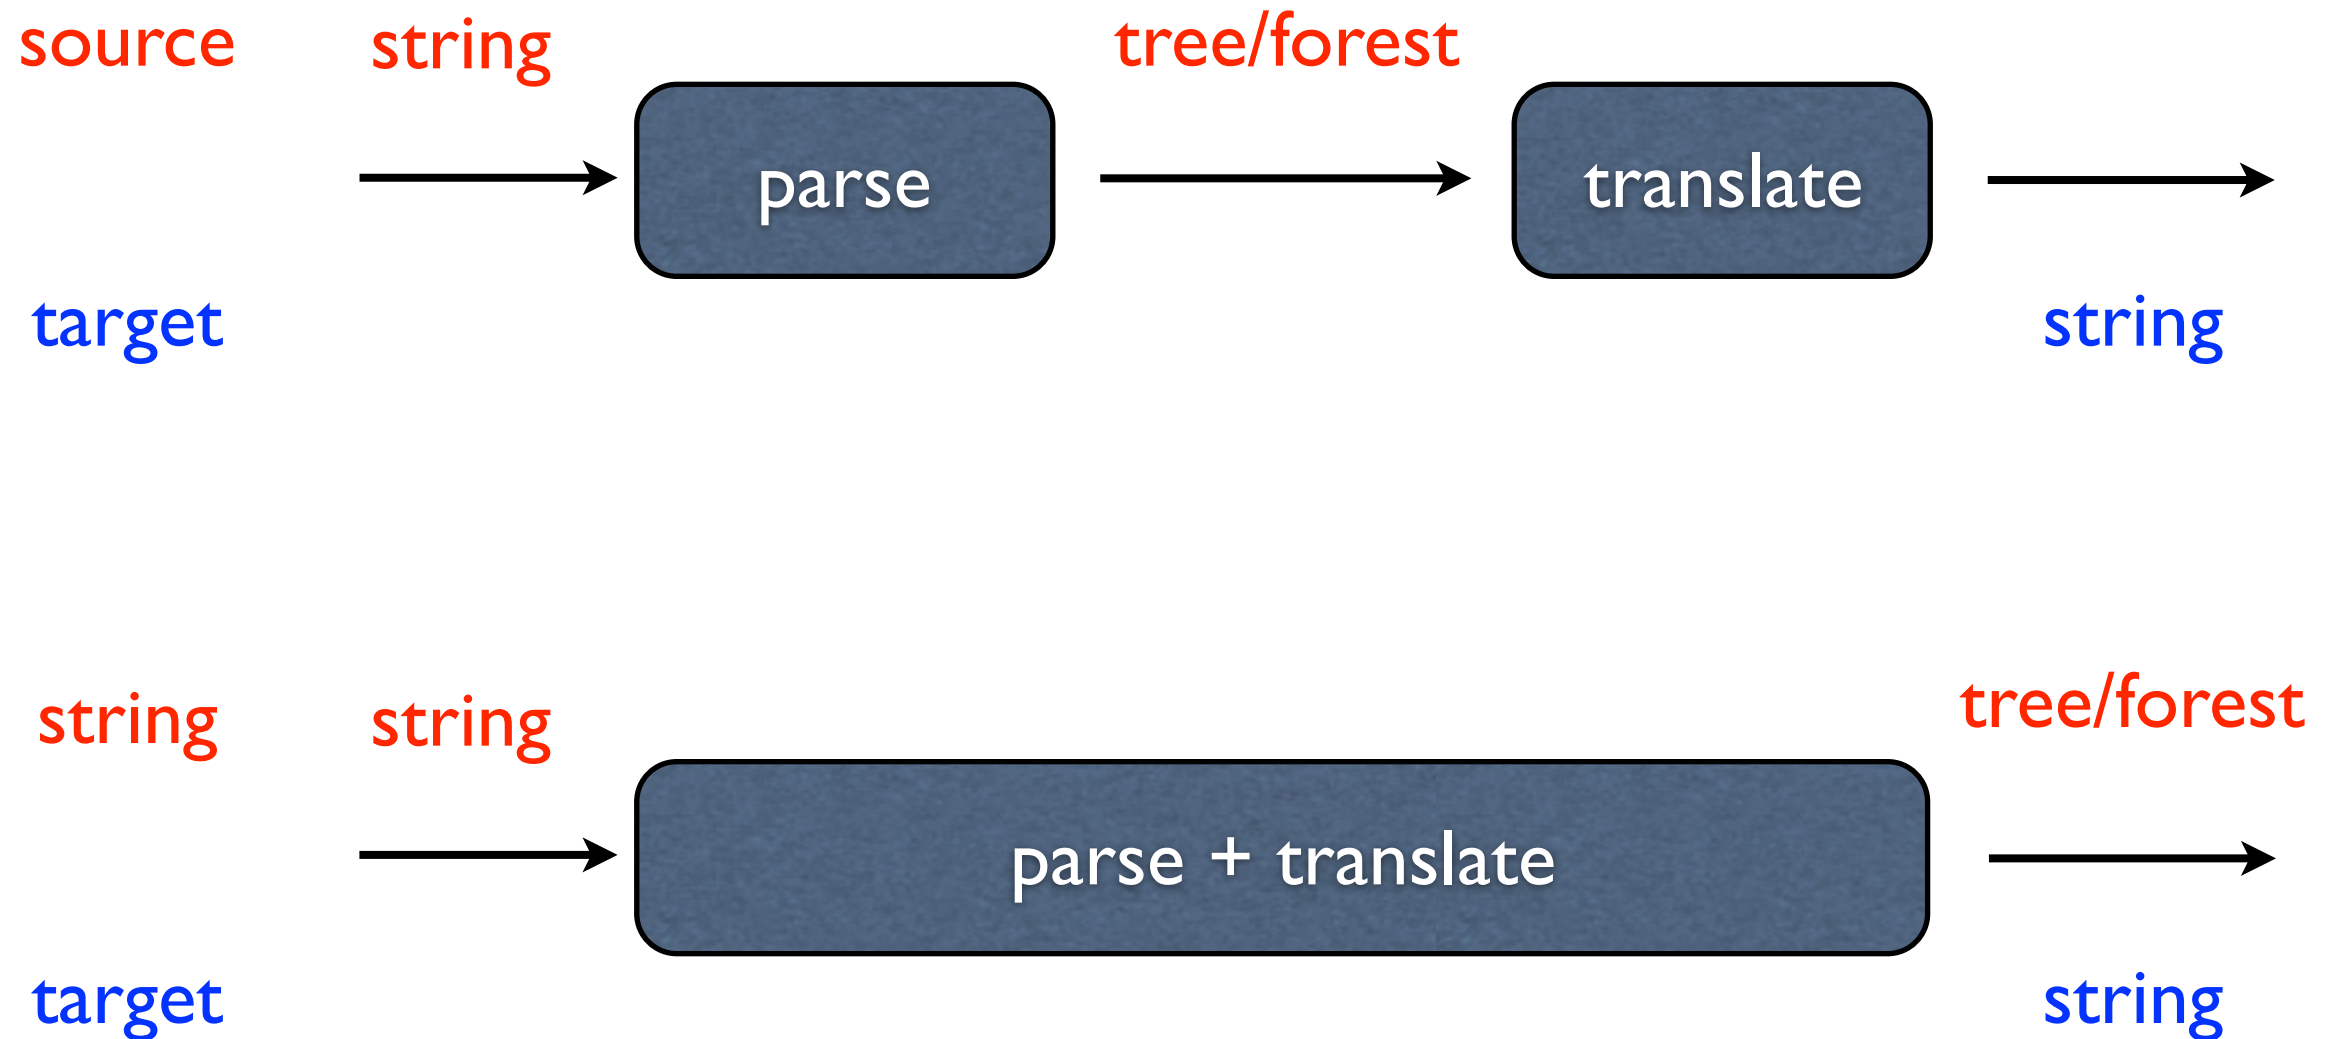 source string tree/forest
parse translate
target string
string string tree/forest
parse + translate
target string